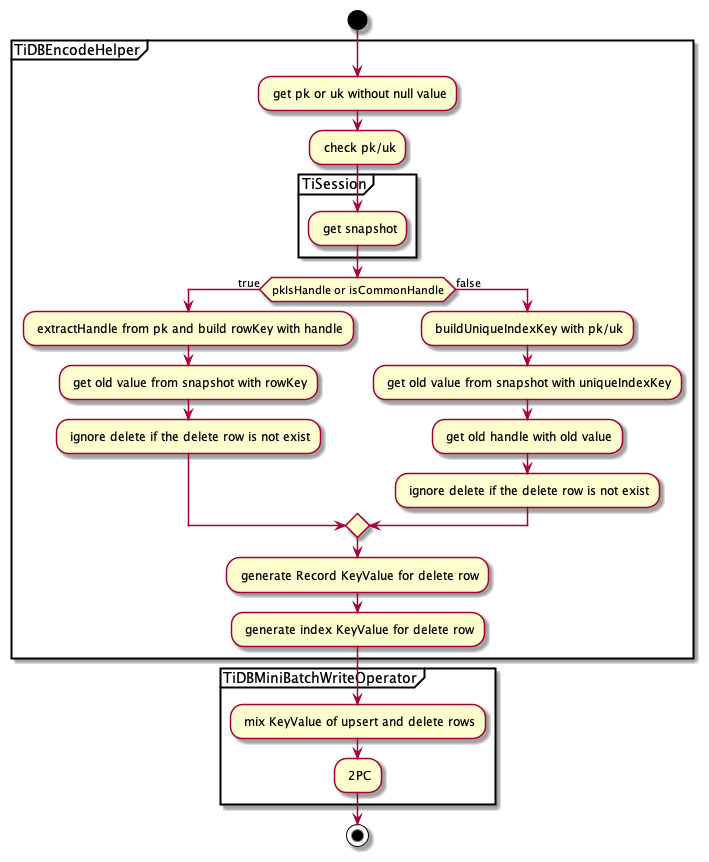 TiDBEncodeHelper
get pk or uk without null value
check pk/uk
TiSession
get snapshot
true
pkIsHandle or isCommonHandle
false
extractHandle from pk and build rowKey with handle
get old value from snapshot with rowKey
ignore delete if the delete row is not exist
buildUniqueIndexKey with pk/uk
get old value from snapshot with uniqueIndexKey
get old handle with old value
ignore delete if the delete row is not exist
generate Record KeyValue for delete row
generate index KeyValue for delete row
TiDBMiniBatchWriteOperator
mix KeyValue of upsert and delete rows
2PC